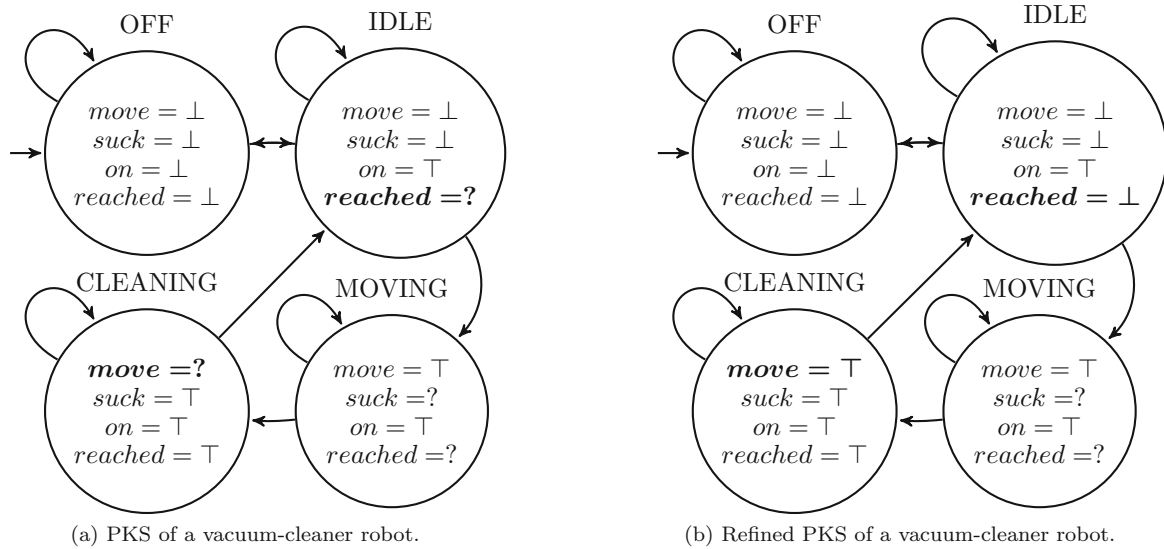 OFF
move = ⊥
suck = ⊥
on = ⊥
reached = ⊥
IDLE
move = ⊥
suck = ⊥
on = ⊤
reached =?
CLEANING
move =?
suck = ⊤
on = ⊤
reached = ⊤
MOVING
move = ⊤
suck =?
on = ⊤
reached =?
(a) PKS of a vacuum-cleaner robot.
OFF
move = ⊥
suck = ⊥
on = ⊥
reached = ⊥
IDLE
move = ⊥
suck = ⊥
on = ⊤
reached = ⊥
CLEANING
move = ⊤
suck = ⊤
on = ⊤
reached = ⊤
MOVING
move = ⊤
suck =?
on = ⊤
reached =?
(b) Refined PKS of a vacuum-cleaner robot.